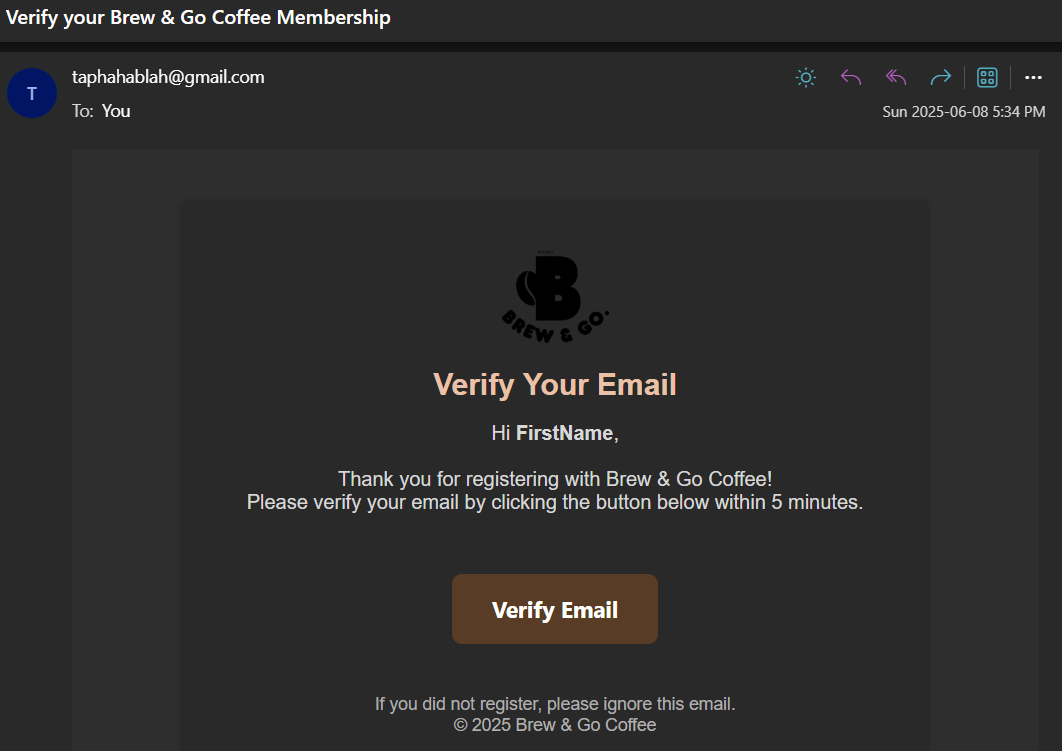 Verify your Brew & Go Coffee Membership
T
taphahablah@gmail.com
To: You
Sun 2025-06-08 5:34 PM
B
BREW & GO.
Verify Your Email
Hi FirstName,
Thank you for registering with Brew & Go Coffee!
Please verify your email by clicking the button below within 5 minutes.
Verify Email
If you did not register, please ignore this email.
© 2025 Brew & Go Coffee